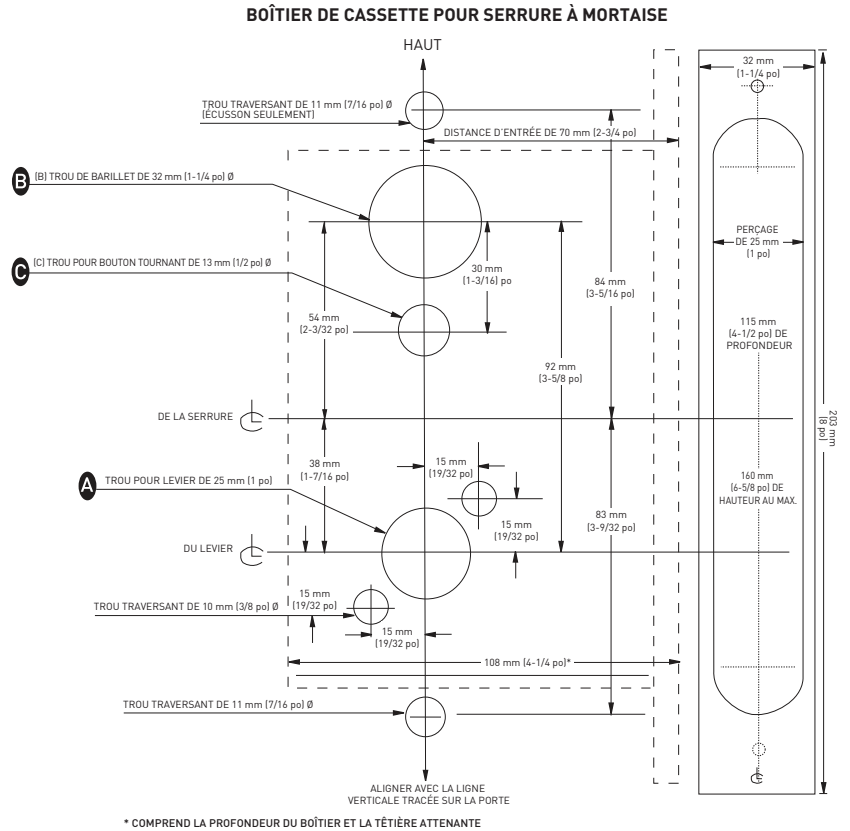 BOÎTIER DE CASSETTE POUR SERRURE À MORTAISE
HAUT
TROU TRAVERSANT DE 11 mm (7/16 po) Ø
(ÉCUSSON SEULEMENT)
DISTANCE D'ENTRÉE DE 70 mm (2-3/4 po)
32 mm
(1-1/4 po)
B
(B) TROU DE BARILLET DE 32 mm (1-1/4 po) Ø
C
(C) TROU POUR BOUTON TOURNANT DE 13 mm (1/2 po) Ø
30 mm
(1-3/16) po
54 mm
(2-3/32 po)
84 mm
(3-5/16 po)
92 mm
(3-5/8 po)
PERÇAGE
DE 25 mm
(1 po)
115 mm
(4-1/2 po) DE
PROFONDEUR
203 mm
(8 po)
DE LA SERRURE
38 mm
(1-7/16 po)
15 mm
(19/32 po)
A
TROU POUR LEVIER DE 25 mm (1 po)
160 mm
(6-5/8 po) DE
HAUTEUR AU MAX.
83 mm
(3-9/32 po)
15 mm
(19/32 po)
DU LEVIER
15 mm
(19/32 po)
TROU TRAVERSANT DE 10 mm (3/8 po) Ø
15 mm
(19/32 po)
108 mm (4-1/4 po)*
TROU TRAVERSANT DE 11 mm (7/16 po) Ø
ALIGNER AVEC LA LIGNE
VERTICALE TRACÉE SUR LA PORTE
* COMPREND LA PROFONDEUR DU BOÎTIER ET LA TÊTIÈRE ATTENANTE